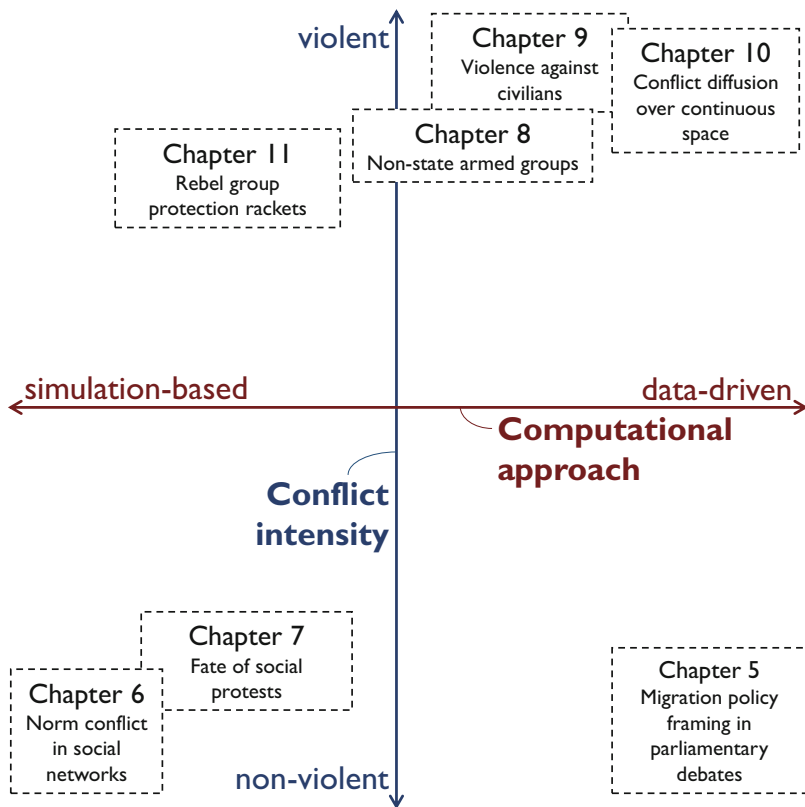 violent
Chapter 9
Violence against
civilians
Chapter 10
Conflict diffusion
over continuous
space
Chapter 8
Non-state armed groups
Chapter 11
Rebel group
protection rackets
simulation-based
data-driven
Computational
approach
Conflict
intensity
Chapter 7
Fate of social
protests
Chapter 6
Norm conflict
in social
networks
Chapter 5
Migration policy
framing in
parliamentary
debates
non-violent